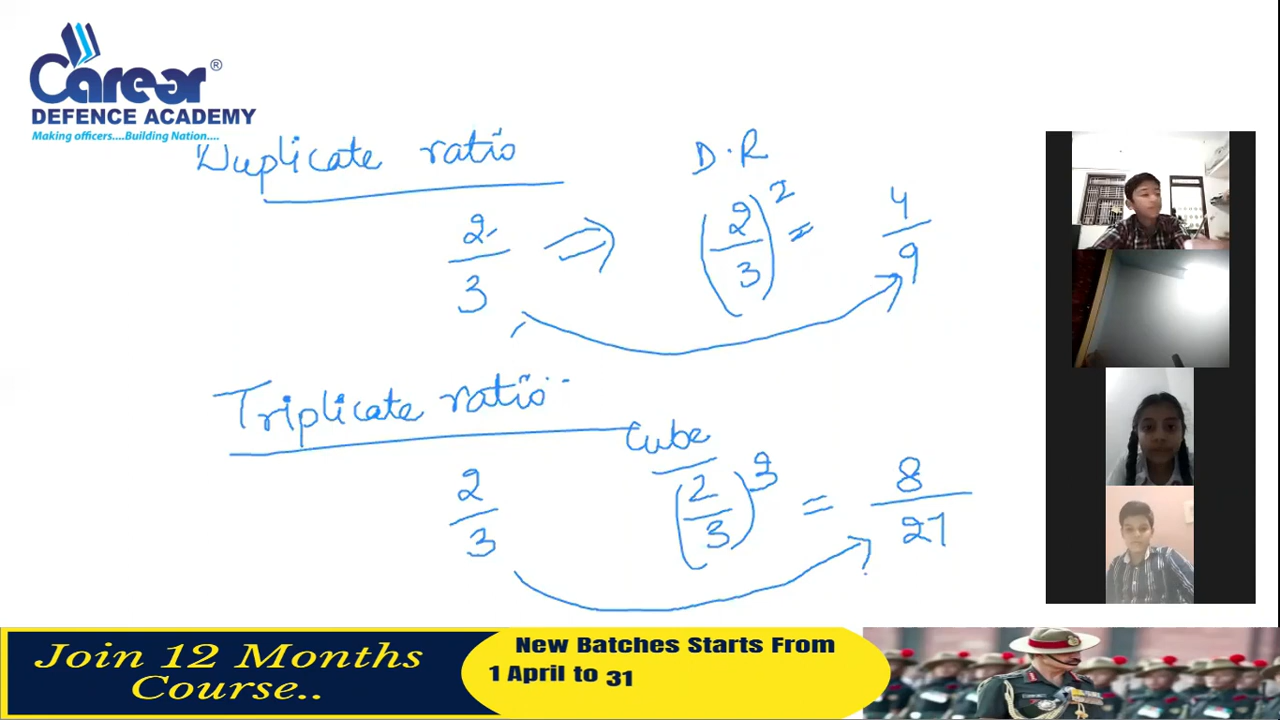 Carear®
DEFENCE ACADEMY
Making officers....Building Nation....
Duplicate ratio
D.R
2/3 ⇒ (2/3)² = 4/9
Triplicate ratio
Cube
2/3 (2/3)³ = 8/27
Join 12 Months
Course..
New Batches Starts From
1 April to 31